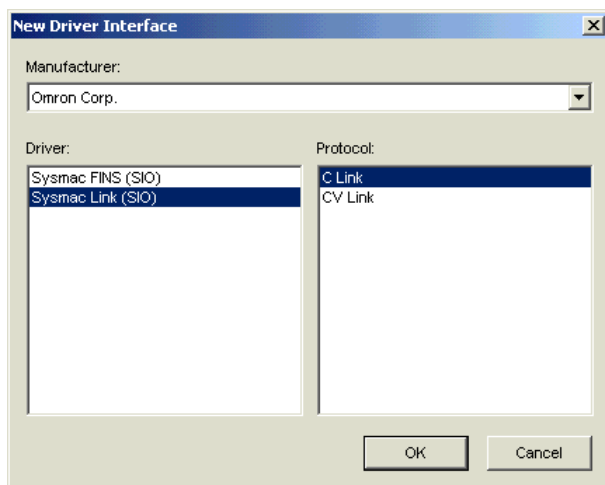 New Driver Interface
Manufacturer:
Omron Corp.
Driver:
Protocol:
Sysmac FINS (SIO)
Sysmac Link (SIO)
C Link
CV Link
OK
Cancel